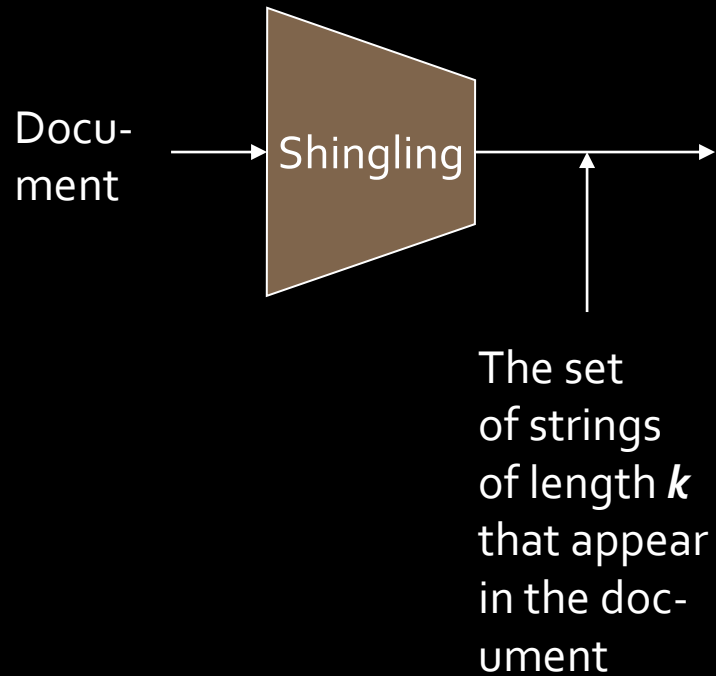 Docu-
ment
Shingling
The set
of strings
of length k
that appear
in the doc-
ument